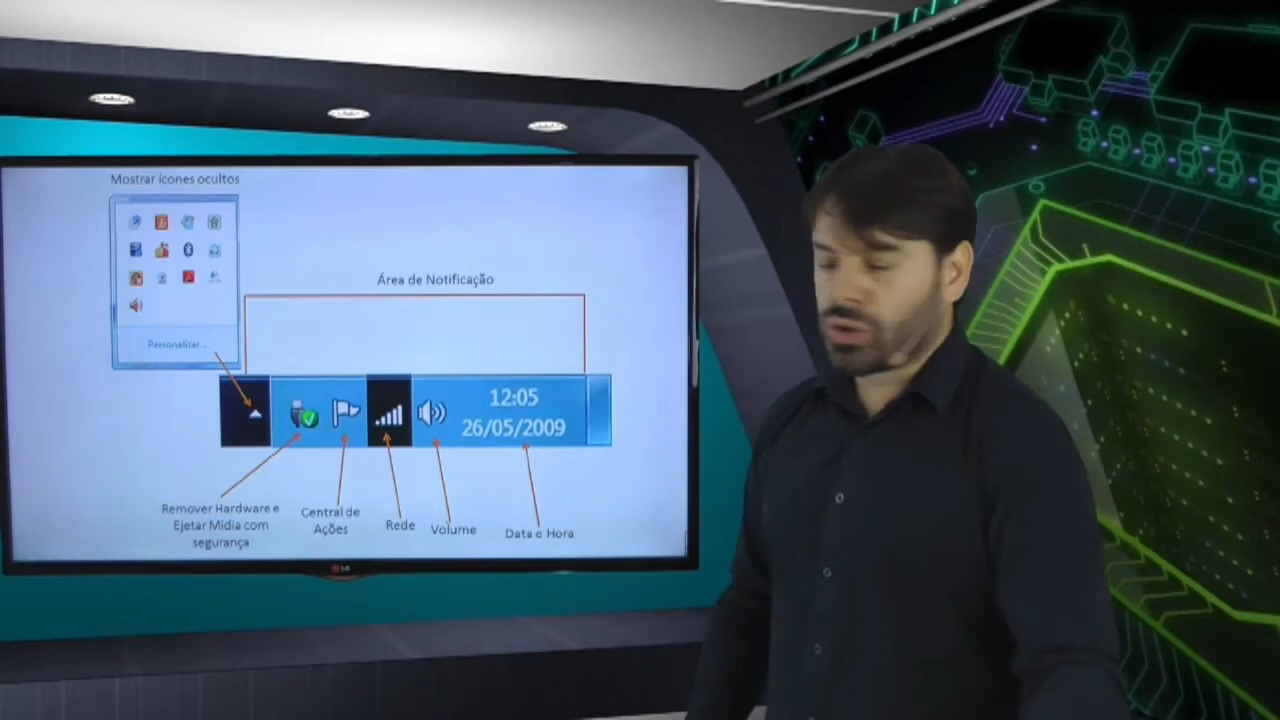 Mostrar ícones ocultos
Área de Notificação
Personalizar...
12:05
26/05/2009
Remover Hardware e
Ejetar Mídia com
segurança
Central de
Ações
Rede
Volume
Data e Hora
LG